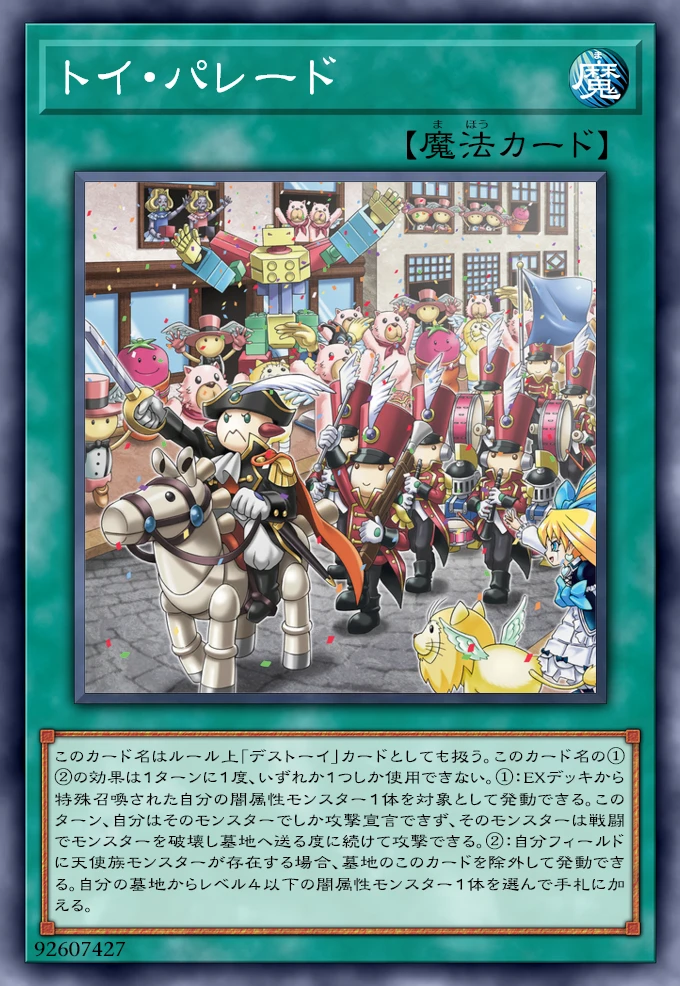 トイ・パレード
魔
ま
ま ほう
【魔法カード】
このカード名はルール上「デストーイ」カードとしても扱う。このカード名の①
②の効果は1ターンに1度、いずれか1つしか使用できない。①：EXデッキから
特殊召喚された自分の闇属性モンスター1体を対象として発動できる。この
ターン、自分はそのモンスターでしか攻撃宣言できず、そのモンスターは戦闘
でモンスターを破壊し墓地へ送る度に続けて攻撃できる。②：自分フィールド
に天使族モンスターが存在する場合、墓地のこのカードを除外して発動でき
る。自分の墓地からレベル4以下の闇属性モンスター1体を選んで手札に加
える。
92607427